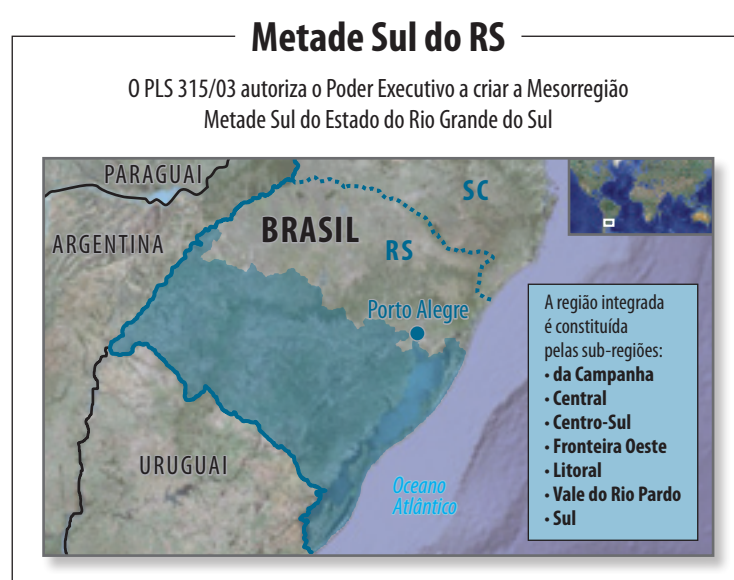 Metade Sul do RS
O PLS 315/03 autoriza o Poder Executivo a criar a Mesorregião
Metade Sul do Estado do Rio Grande do Sul
PARAGUAI
SC
ARGENTINA
BRASIL
RS
Porto Alegre
URUGUAI
Oceano
Atlântico
A região integrada
é constituída
pelas sub-regiões:
• da Campanha
• Central
• Centro-Sul
• Fronteira Oeste
• Litoral
• Vale do Rio Pardo
• Sul